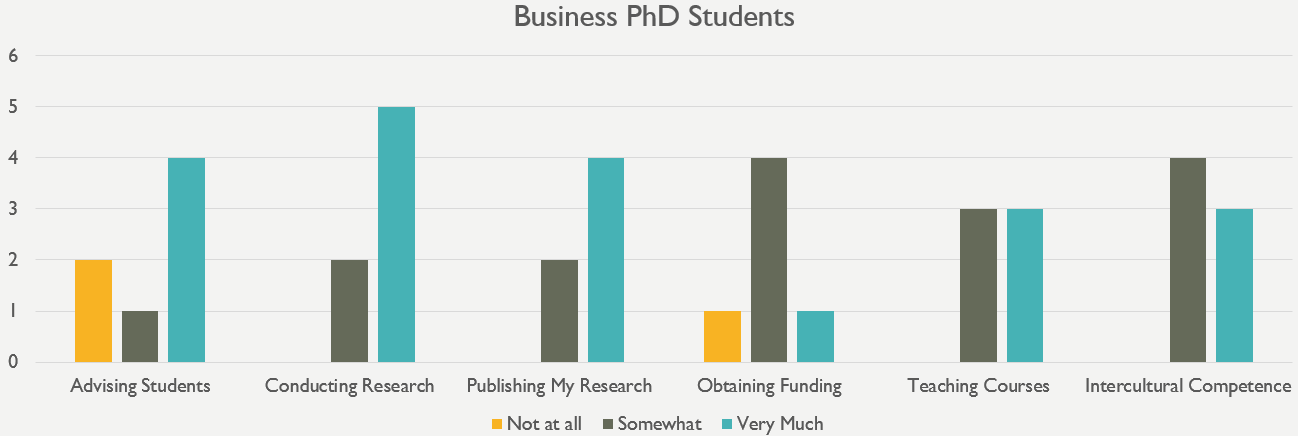 Business PhD Students
6
5
4
3
2
1
0
Advising Students Conducting Research Publishing My Research Obtaining Funding Teaching Courses Intercultural Competence
Not at all Somewhat Very Much